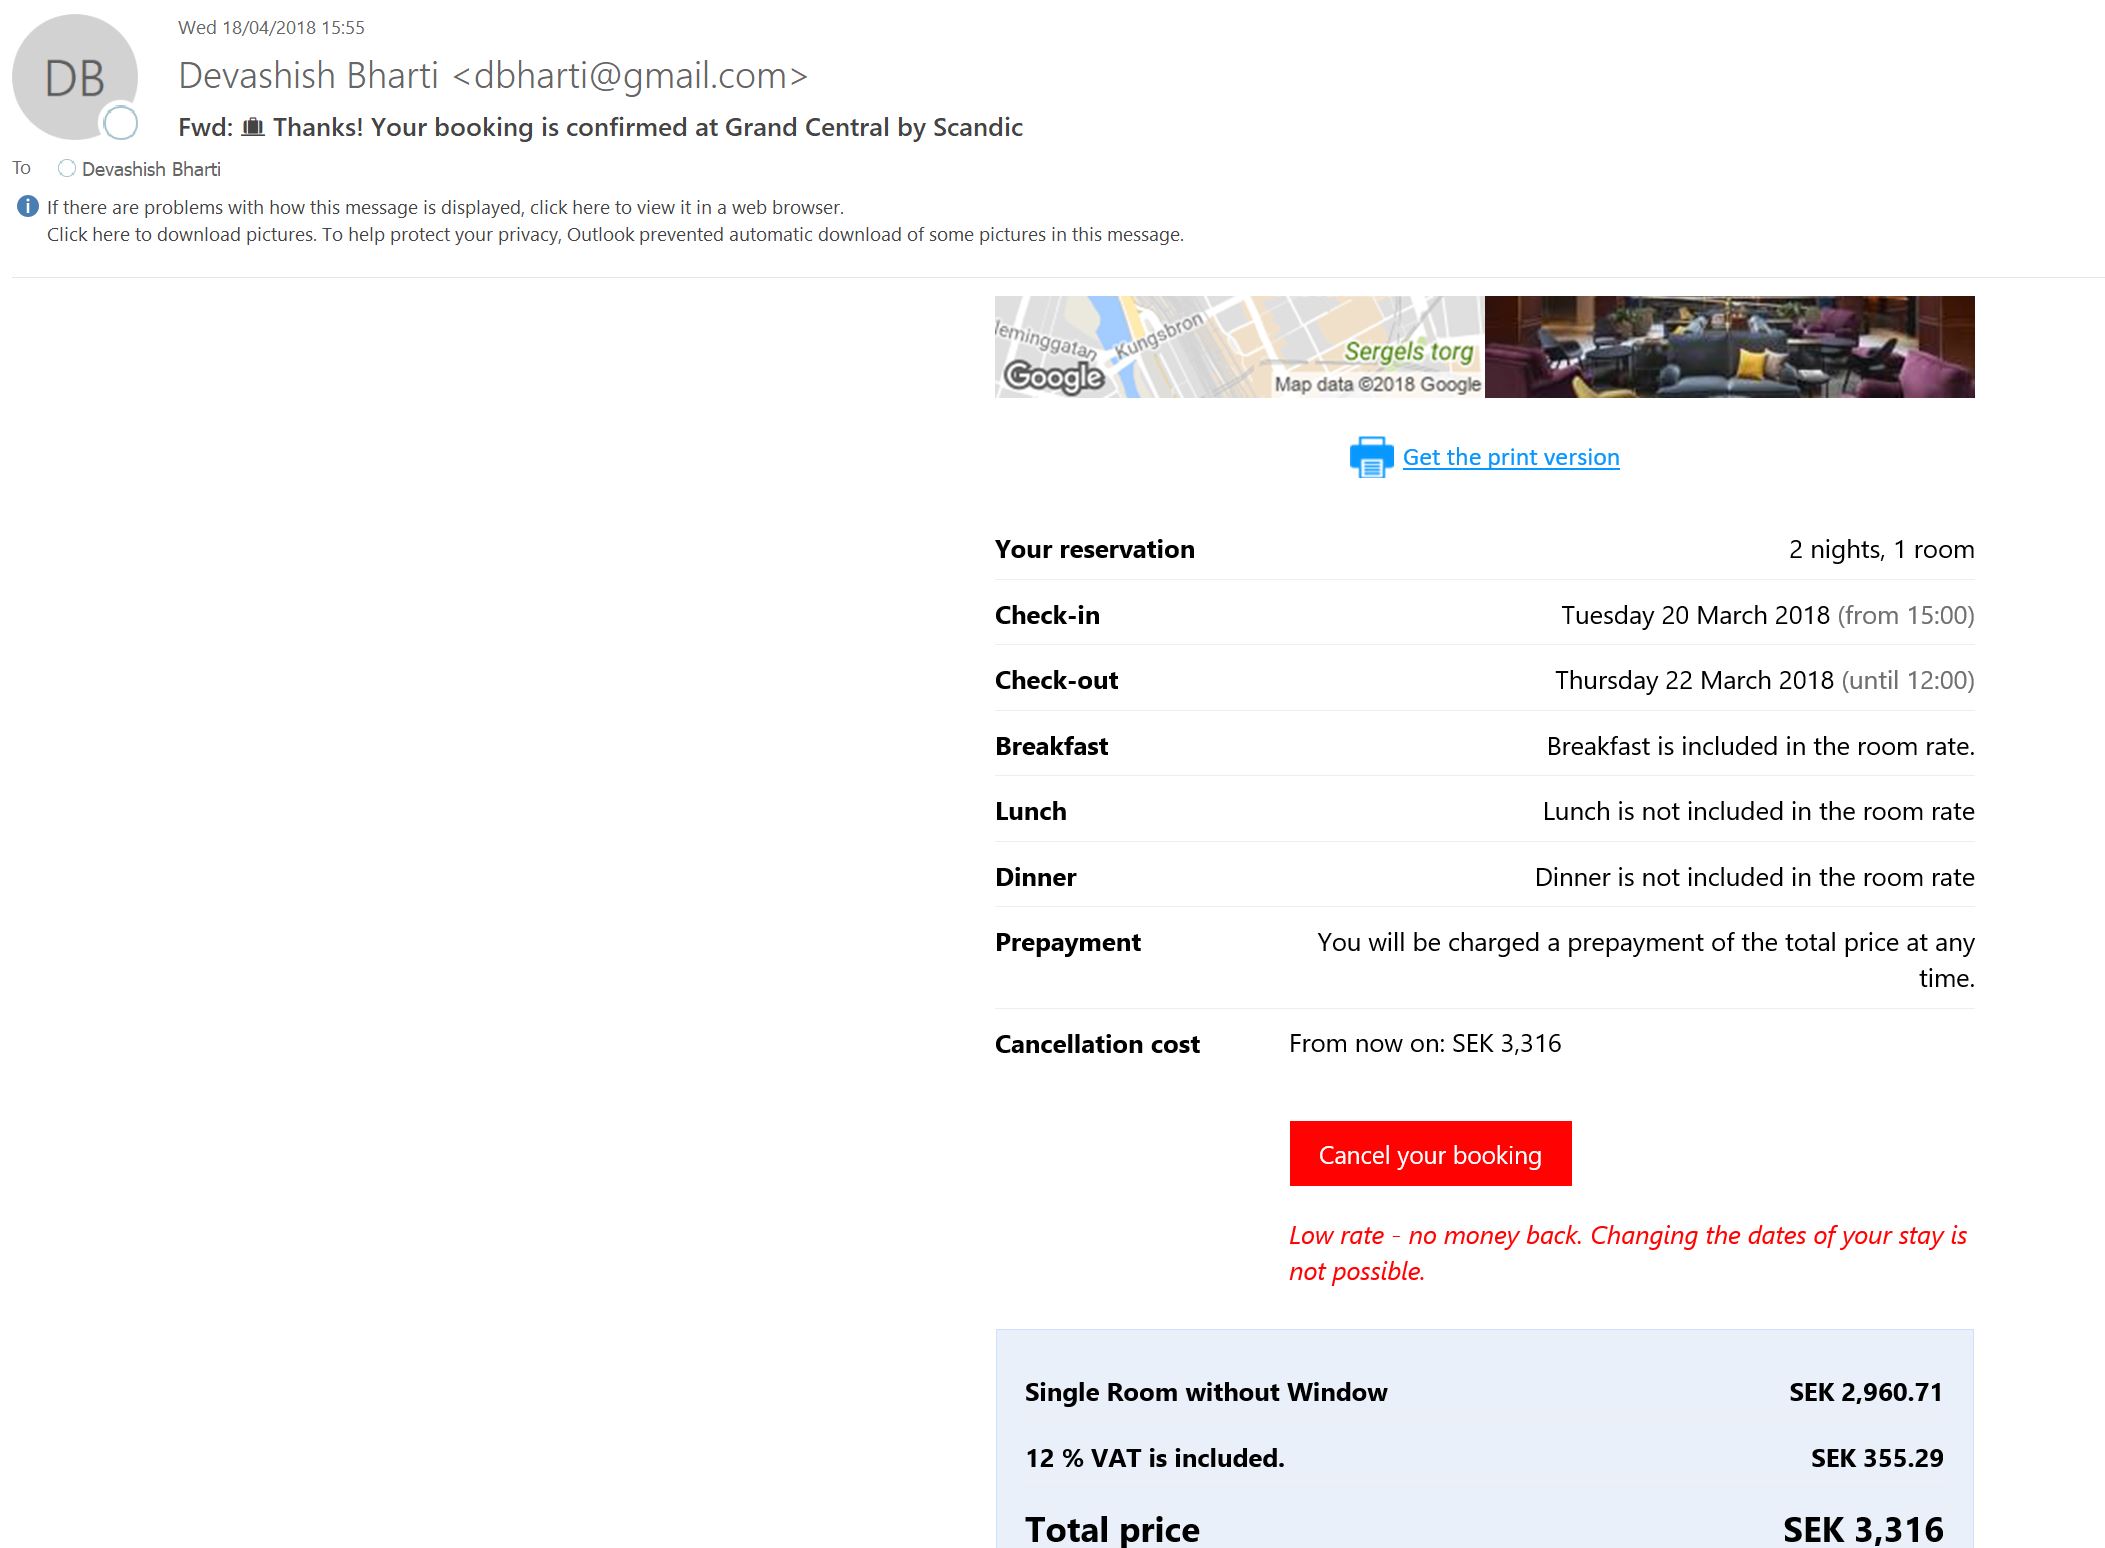 DB
Wed 18/04/2018 15:55
Devashish Bharti <dbharti@gmail.com>
Fwd: Thanks! Your booking is confirmed at Grand Central by Scandic
To Devashish Bharti
If there are problems with how this message is displayed, click here to view it in a web browser.
Click here to download pictures. To help protect your privacy, Outlook prevented automatic download of some pictures in this message.
leminggatan
Kungsbron
Sergels torg
Google
Map data ©2018 Google
Get the print version
Your reservation 2 nights, 1 room
Check-in Tuesday 20 March 2018 (from 15:00)
Check-out Thursday 22 March 2018 (until 12:00)
Breakfast Breakfast is included in the room rate.
Lunch Lunch is not included in the room rate
Dinner Dinner is not included in the room rate
Prepayment You will be charged a prepayment of the total price at any
time.
Cancellation cost From now on: SEK 3,316
Cancel your booking
Low rate - no money back. Changing the dates of your stay is
not possible.
Single Room without Window SEK 2,960.71
12 % VAT is included. SEK 355.29
Total price SEK 3,316